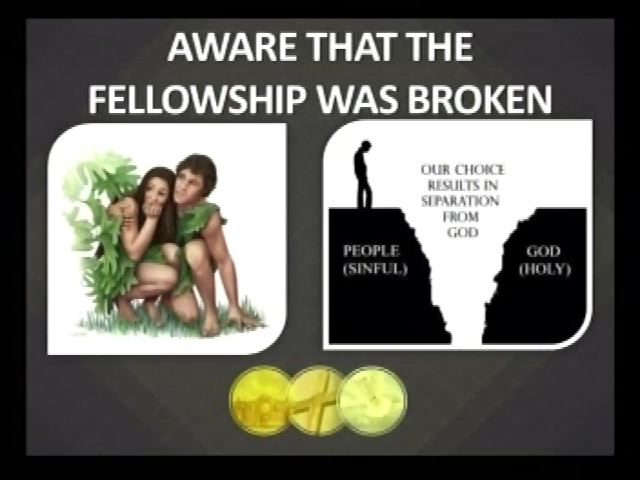 AWARE THAT THE
FELLOWSHIP WAS BROKEN
OUR CHOICE
RESULTS IN
SEPARATION
FROM
GOD
PEOPLE
(SINFUL)
GOD
(HOLY)